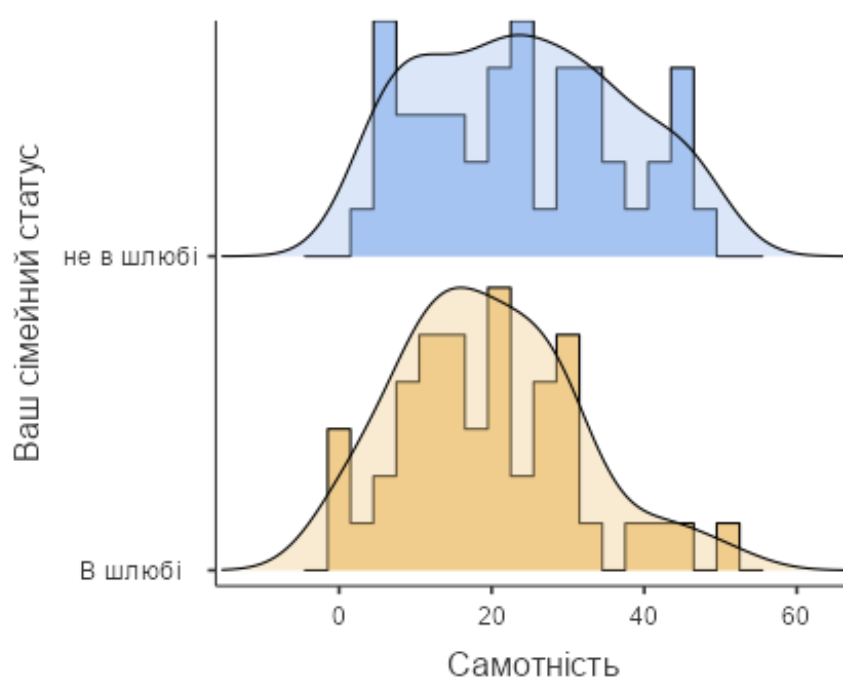 Ваш сімейний статус
не в шлюбі
В шлюбі
0 20 40 60
Самотність